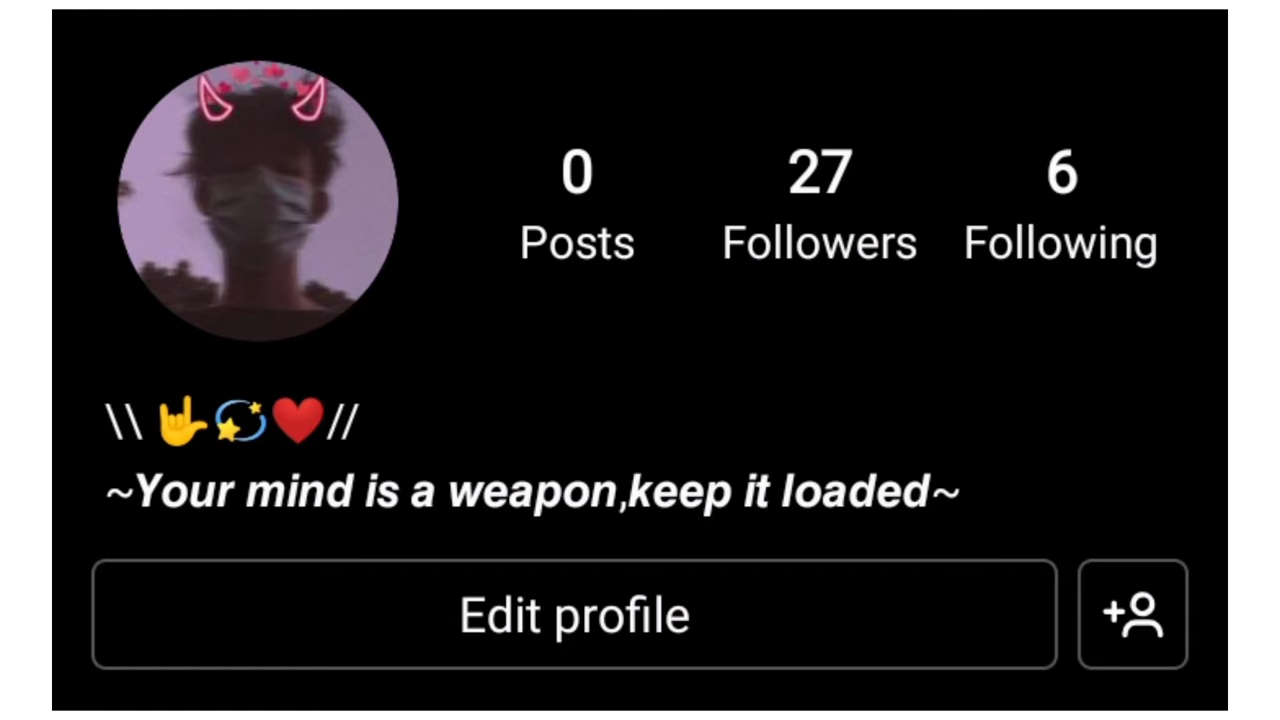 0 27 6
Posts Followers Following
\\ 🤟💫❤️//
~Your mind is a weapon,keep it loaded~
Edit profile